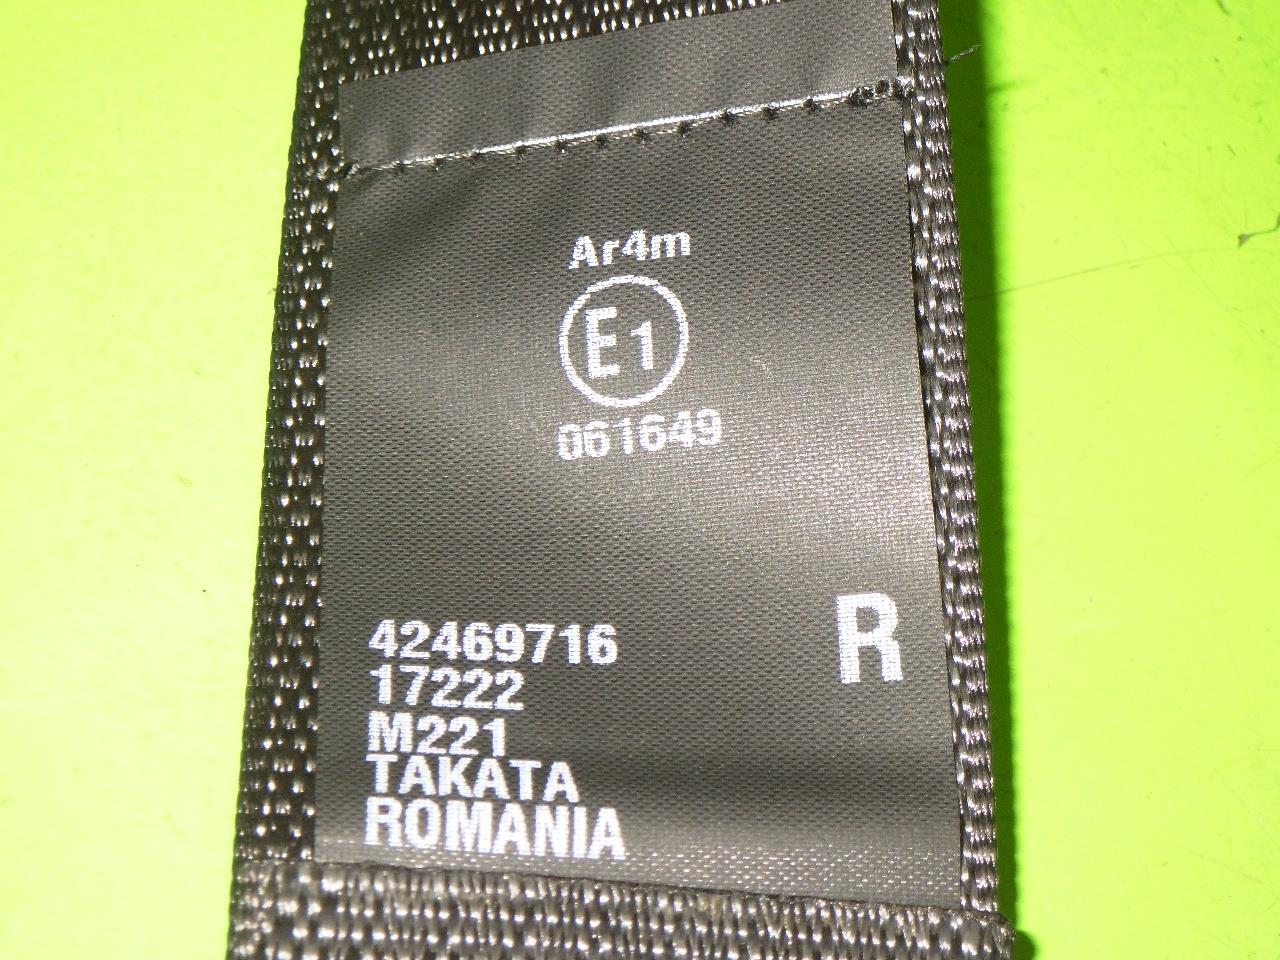 Ar4m
E1
061649
R
42469716
17222
M221
TAKATA
ROMANIA